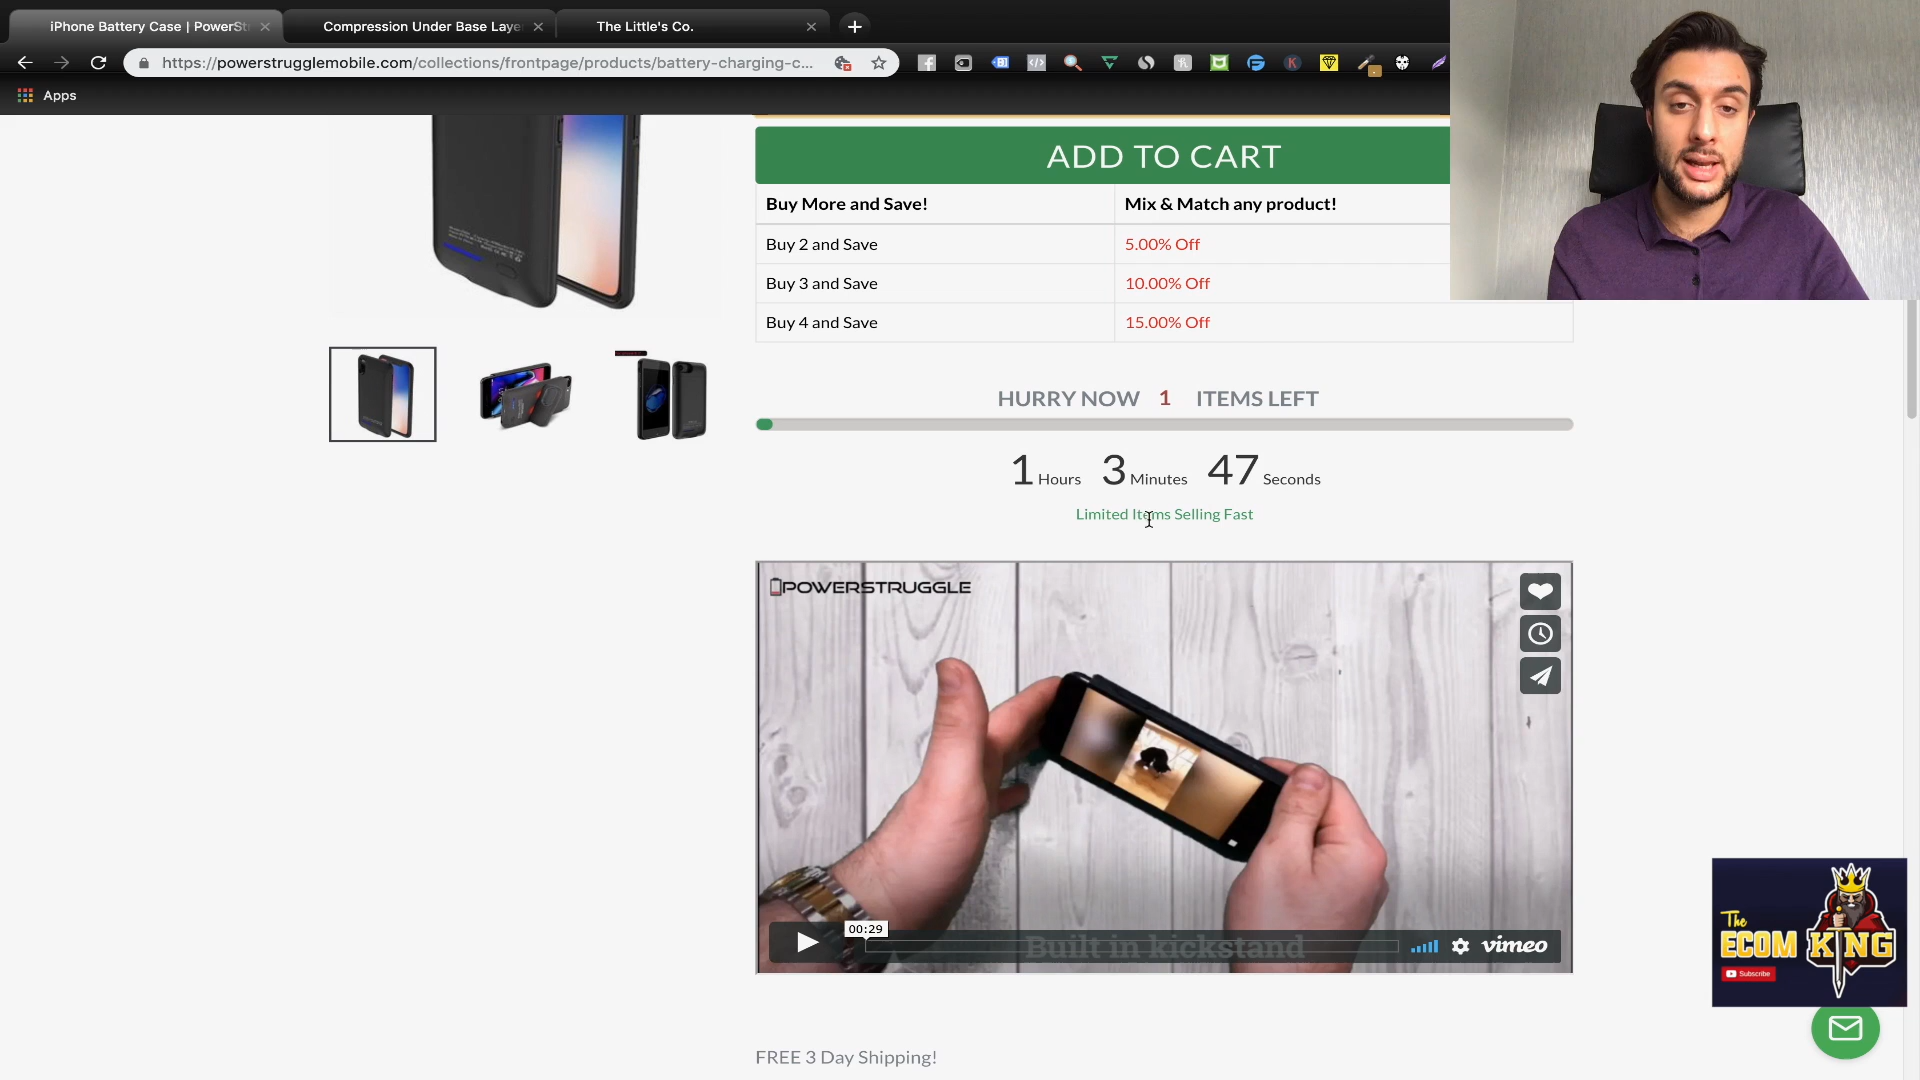 iPhone Battery Case | PowerSt
Compression Under Base Laye
The Little's Co.
https://powerstrugglemobile.com/collections/frontpage/products/battery-charging-c...
Apps
ADD TO CART
Buy More and Save!
Mix & Match any product!
Buy 2 and Save
5.00% Off
Buy 3 and Save
10.00% Off
Buy 4 and Save
15.00% Off
HURRY NOW 1 ITEMS LEFT
1 Hours 3 Minutes 47 Seconds
Limited Items Selling Fast
POWERSTRUGGLE
00:29
Built in kickstand
vimeo
The
ECOM KING
Subscribe
FREE 3 Day Shipping!